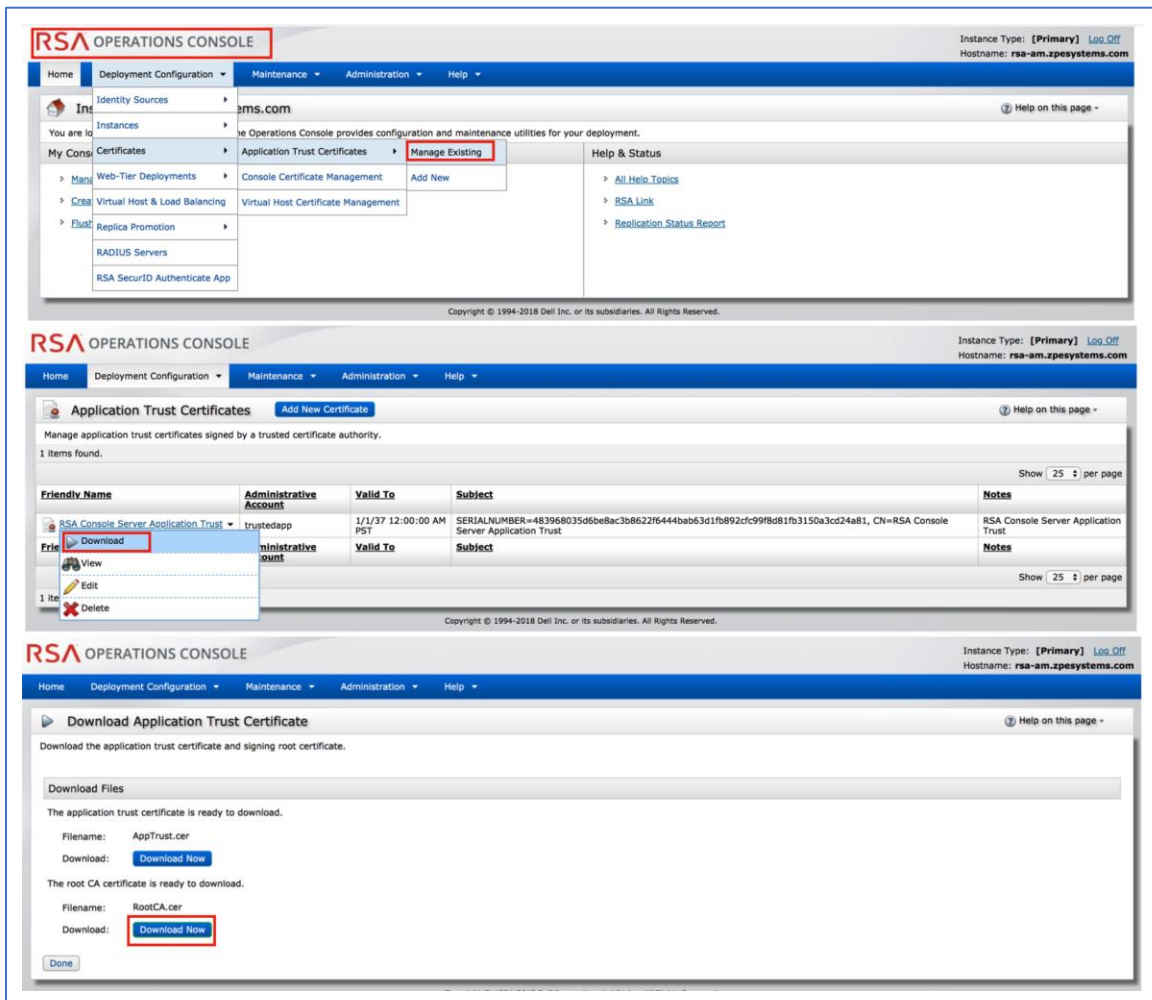 RSA OPERATIONS CONSOLE
Instance Type: [Primary] Log Off
Hostname: rsa-am.zpesystems.com
Home Deployment Configuration Maintenance Administration Help
Ins ems.com Help on this page
You are lo he Operations Console provides configuration and maintenance utilities for your deployment.
My Cons Help & Status
Mana
Crea
Flush
Identity Sources
Instances
Certificates
Web-Tier Deployments
Virtual Host & Load Balancing
Replica Promotion
RADIUS Servers
RSA SecurID Authenticate App
Application Trust Certificates
Console Certificate Management
Virtual Host Certificate Management
Manage Existing
Add New
All Help Topics
RSA Link
Replication Status Report
Copyright © 1994-2018 Dell Inc. or its subsidiaries. All Rights Reserved.
RSA OPERATIONS CONSOLE
Instance Type: [Primary] Log Off
Hostname: rsa-am.zpesystems.com
Home Deployment Configuration Maintenance Administration Help
Application Trust Certificates Add New Certificate Help on this page
Manage application trust certificates signed by a trusted certificate authority.
1 items found.
Show 25 per page
Friendly Name Administrative Account Valid To Subject Notes
RSA Console Server Application Trust trustedapp 1/1/37 12:00:00 AM PST SERIALNUMBER=483968035d6be8ac3b8622f6444bab63d1fb892cfc99f8d81fb3150a3cd24a81, CN=RSA Console Server Application Trust RSA Console Server Application Trust
Frie ministrative ount Valid To Subject Notes
Download
View
Edit
Delete
Show 25 per page
1 ite
Copyright © 1994-2018 Dell Inc. or its subsidiaries. All Rights Reserved.
RSA OPERATIONS CONSOLE
Instance Type: [Primary] Log Off
Hostname: rsa-am.zpesystems.com
Home Deployment Configuration Maintenance Administration Help
Download Application Trust Certificate Help on this page
Download the application trust certificate and signing root certificate.
Download Files
The application trust certificate is ready to download.
Filename: AppTrust.cer
Download: Download Now
The root CA certificate is ready to download.
Filename: RootCA.cer
Download: Download Now
Done